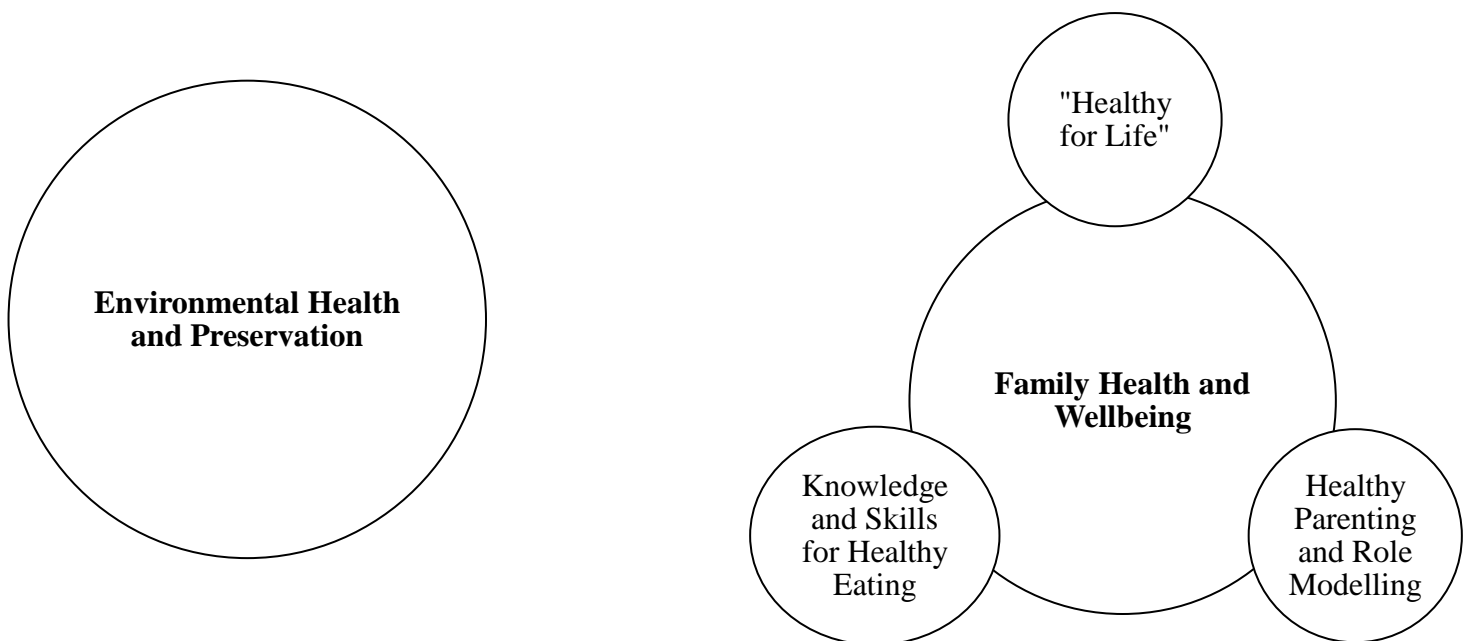 Environmental Health
and Preservation
"Healthy
for Life"
Family Health and
Wellbeing
Knowledge
and Skills
for Healthy
Eating
Healthy
Parenting
and Role
Modelling